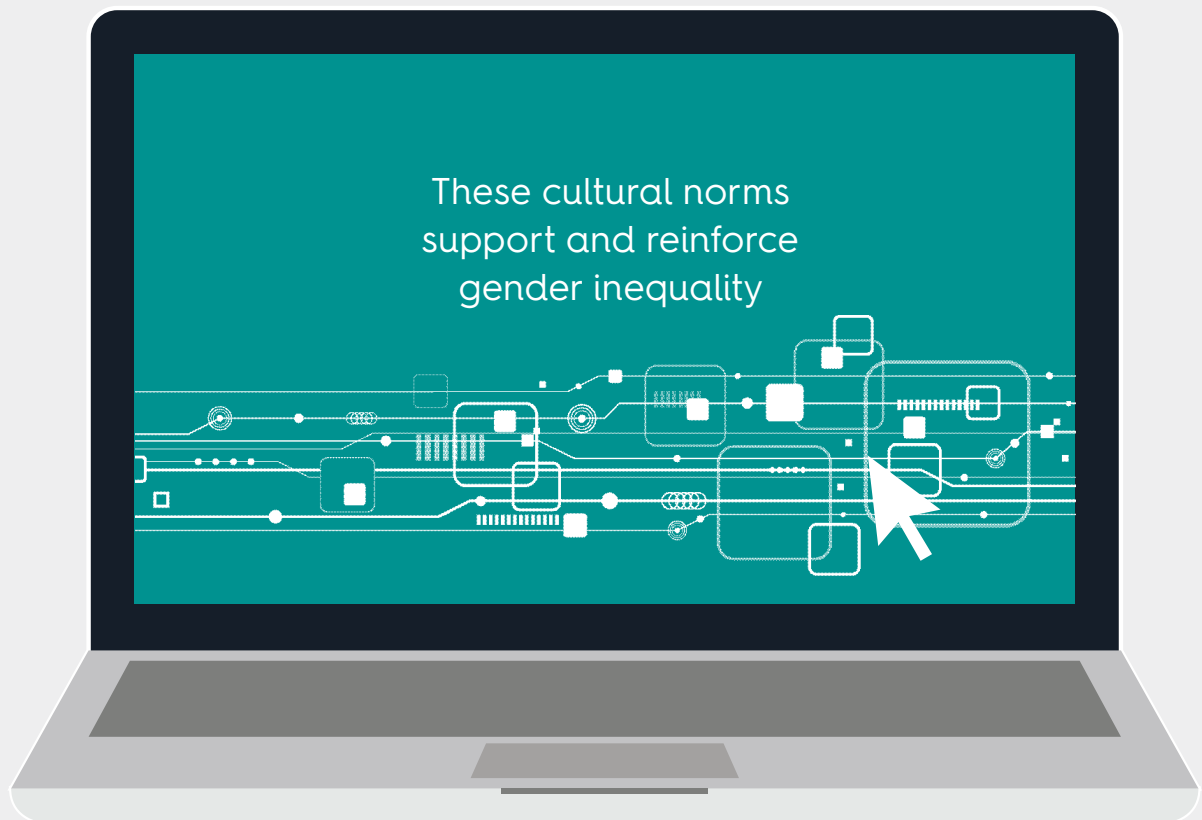 These cultural norms
support and reinforce
gender inequality